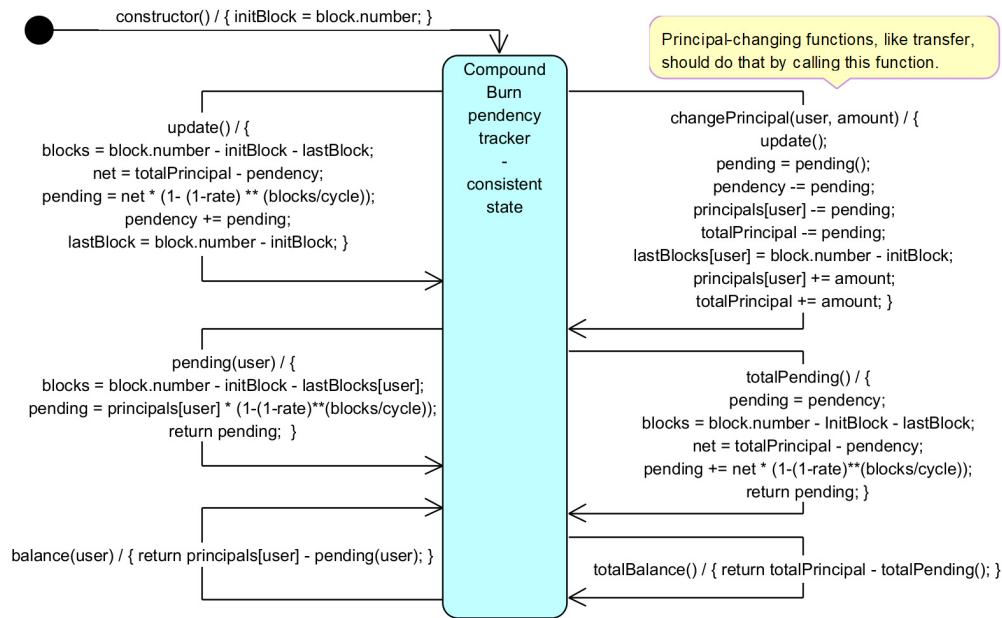 constructor() / { initBlock = block.number; }
Principal-changing functions, like transfer,
should do that by calling this function.
Compound
Burn
pendency
tracker
-
consistent
state
update() / {
blocks = block.number - initBlock - lastBlock;
net = totalPrincipal - pendency;
pending = net * (1- (1-rate) ** (blocks/cycle));
pendency += pending;
lastBlock = block.number - initBlock; }
changePrincipal(user, amount) / {
update();
pending = pending();
pendency -= pending;
principals[user] -= pending;
totalPrincipal -= pending;
lastBlocks[user] = block.number - initBlock;
principals[user] += amount;
totalPrincipal += amount; }
pending(user) / {
blocks = block.number - initBlock - lastBlocks[user];
pending = principals[user] * (1-(1-rate)**(blocks/cycle));
return pending;  }
totalPending() / {
pending = pendency;
blocks = block.number - InitBlock - lastBlock;
net = totalPrincipal - pendency;
pending += net * (1-(1-rate)**(blocks/cycle));
return pending; }
balance(user) / { return principals[user] - pending(user); }
totalBalance() / { return totalPrincipal - totalPending(); }